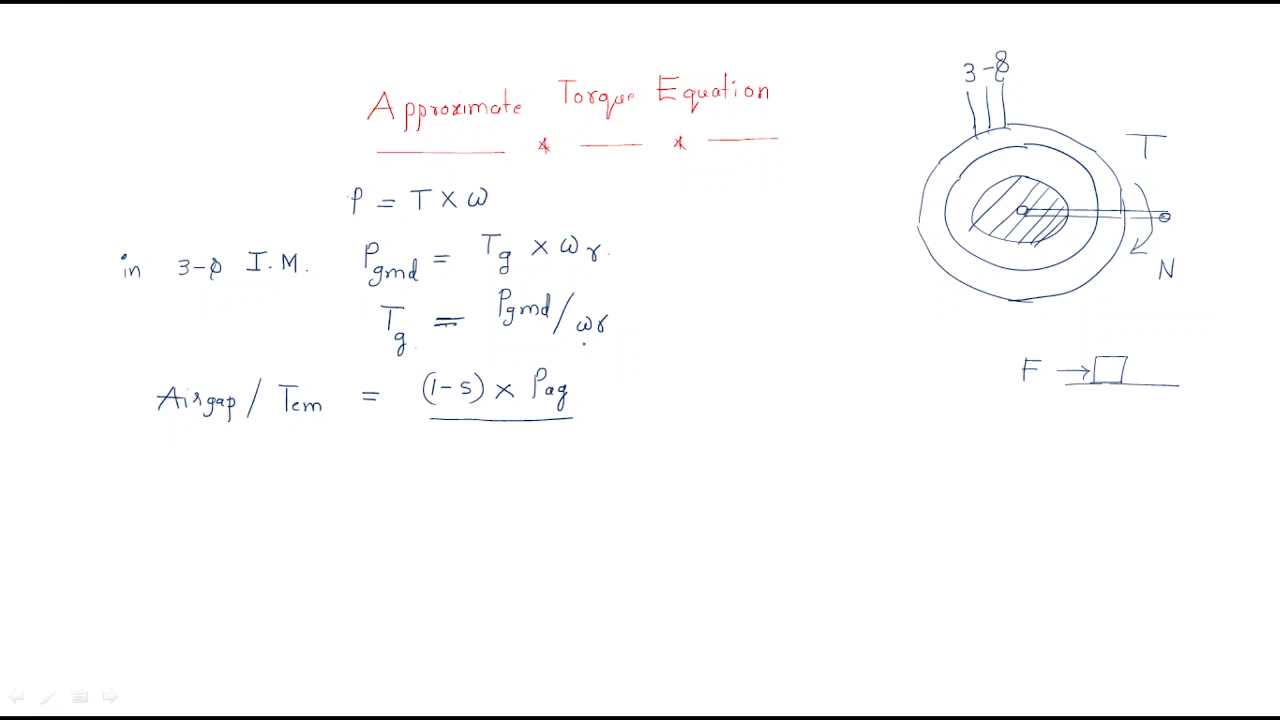 Approximate Torque Equation
P = T × ω
in 3-φ I.M. Pgmd = Tg × ωr
Tg = Pgmd/ωr
Airgap / Tem = (1-s) × Pag
3-φ
T
N
F